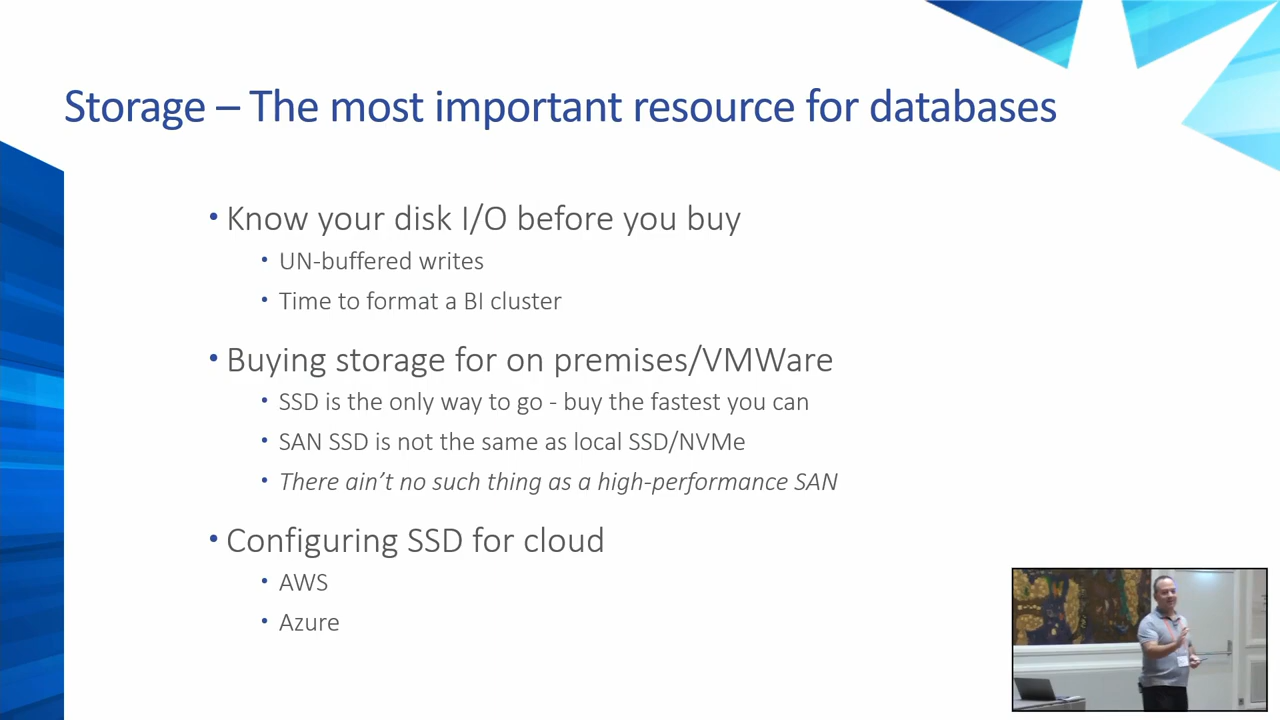 Storage – The most important resource for databases
• Know your disk I/O before you buy
• UN-buffered writes
• Time to format a BI cluster
• Buying storage for on premises/VMWare
• SSD is the only way to go - buy the fastest you can
• SAN SSD is not the same as local SSD/NVMe
• There ain’t no such thing as a high-performance SAN
• Configuring SSD for cloud
• AWS
• Azure